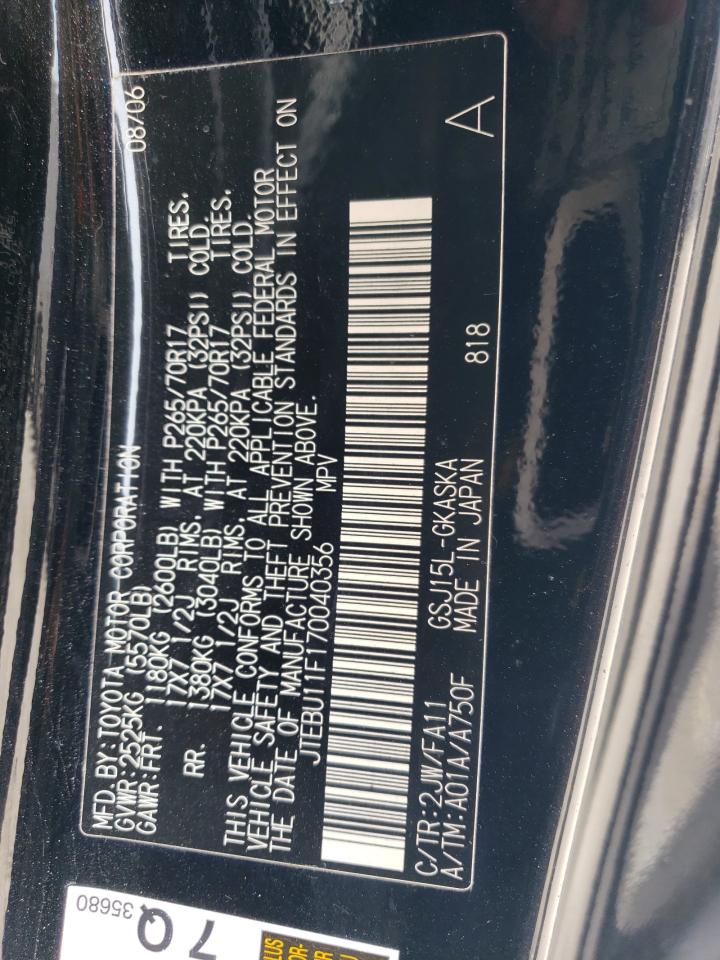 MFD. BY: TOYOTA MOTOR CORPORATION 08/06
GVWR: 2525KG (5570LB)
GAWR: FRT. 1180KG (2600LB) WITH P265/70R17 TIRES.
17X7 1/2J RIMS. AT 220KPA (32PSI) COLD.
RR. 1380KG (3040LB) WITH P265/70R17 TIRES.
17X7 1/2J RIMS. AT 220KPA (32PSI) COLD.
THIS VEHICLE CONFORMS TO ALL APPLICABLE FEDERAL MOTOR
VEHICLE SAFETY AND THEFT PREVENTION STANDARDS IN EFFECT ON
THE DATE OF MANUFACTURE SHOWN ABOVE.
JTEBU11F170040356 MPV
C/TR: 2JW/FA11 GSJ15L-GKASKA
A/TM: A01A/A750F MADE IN JAPAN 818 A
35680
7 Q